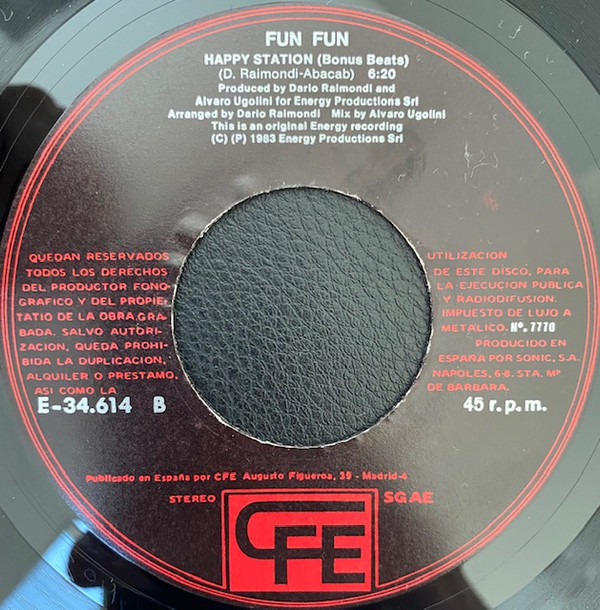 FUN FUN
HAPPY STATION (Bonus Beats)
(D. Raimondi-Abacab) 6:20
Produced by Dario Raimondi and
Alvaro Ugolini for Energy Productions Srl
Arranged by Dario Raimondi Mix by Alvaro Ugolini
This is an original Energy recording
(C) (P) 1983 Energy Productions Srl
QUEDAN RESERVADOS
TODOS LOS DERECHOS
DEL PRODUCTOR FONO-
GRAFICO Y DEL PROPIE-
TATIO DE LA OBRA, GRA-
BADA. SALVO AUTORI-
ZACION, QUEDA PROHI-
BIDA LA DUPLICACION,
ALQUILER O PRESTAMO,
ASI COMO LA
UTILIZACION
DE ESTE DISCO, PARA
LA EJECUCION PUBLICA
Y RADIODIFUSION.
IMPUESTO DE LUJO A
METALICO. Nº. 7770
PRODUCIDO EN
ESPAÑA POR SONIC, S.A.
NAPOLES, 6-8. STA. Mª
DE BARBARA.
E-34.614 B
45 r.p.m.
Publicado en España por CFE Augusto Figueroa, 39 - Madrid-4
STEREO
SGAE
CFE